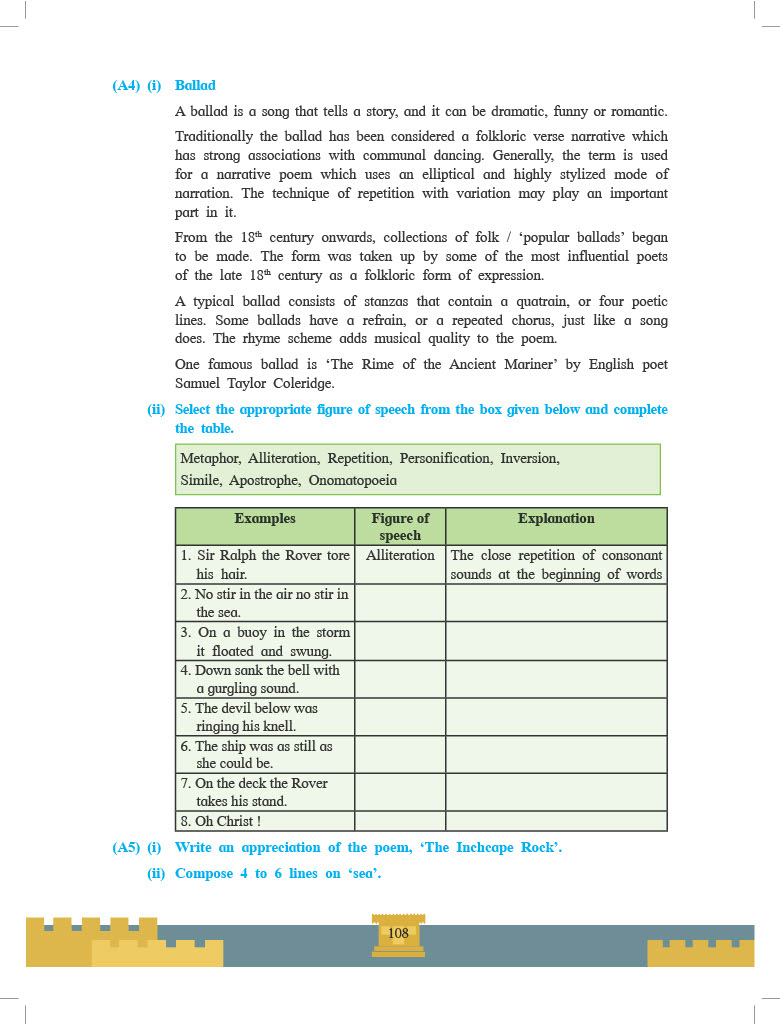 (A4) (i) Ballad
A ballad is a song that tells a story, and it can be dramatic, funny or romantic.
Traditionally the ballad has been considered a folkloric verse narrative which
has strong associations with communal dancing. Generally, the term is used
for a narrative poem which uses an elliptical and highly stylized mode of
narration. The technique of repetition with variation may play an important
part in it.
From the 18th century onwards, collections of folk / ‘popular ballads’ began
to be made. The form was taken up by some of the most influential poets
of the late 18th century as a folkloric form of expression.
A typical ballad consists of stanzas that contain a quatrain, or four poetic
lines. Some ballads have a refrain, or a repeated chorus, just like a song
does. The rhyme scheme adds musical quality to the poem.
One famous ballad is ‘The Rime of the Ancient Mariner’ by English poet
Samuel Taylor Coleridge.
(ii) Select the appropriate figure of speech from the box given below and complete
the table.
Metaphor, Alliteration, Repetition, Personification, Inversion,
Simile, Apostrophe, Onomatopoeia
Examples Figure of Explanation
speech
1. Sir Ralph the Rover tore Alliteration The close repetition of consonant
his hair. sounds at the beginning of words
2. No stir in the air no stir in
the sea.
3. On a buoy in the storm
it floated and swung.
4. Down sank the bell with
a gurgling sound.
5. The devil below was
ringing his knell.
6. The ship was as still as
she could be.
7. On the deck the Rover
takes his stand.
8. Oh Christ !
(A5) (i) Write an appreciation of the poem, ‘The Inchcape Rock’.
(ii) Compose 4 to 6 lines on ‘sea’.
108